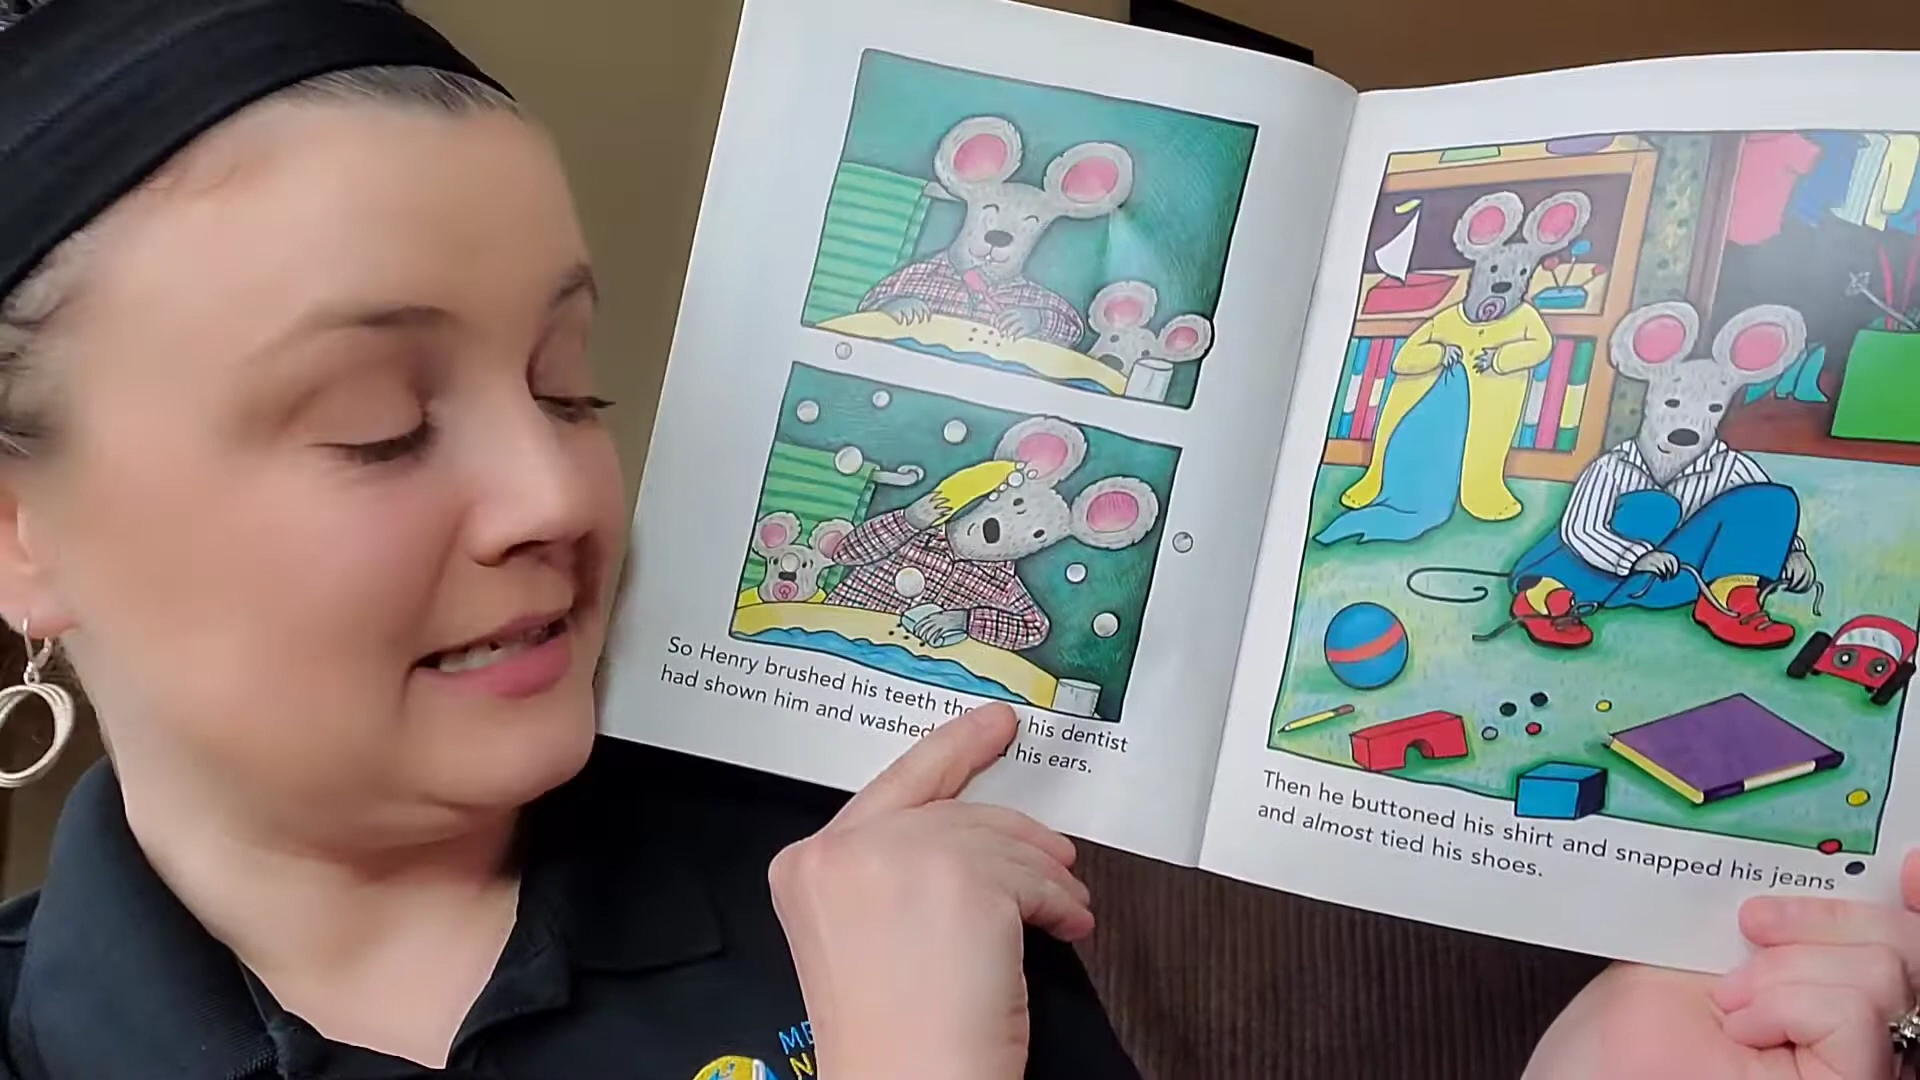 So Henry brushed his teeth the his dentist
had shown him and washed his ears.
Then he buttoned his shirt and snapped his jeans
and almost tied his shoes.